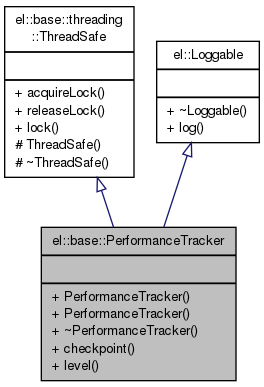 el::base::threading
::ThreadSafe
+ acquireLock()
+ releaseLock()
+ lock()
# ThreadSafe()
# ~ThreadSafe()
el::Loggable
+ ~Loggable()
+ log()
el::base::PerformanceTracker
+ PerformanceTracker()
+ PerformanceTracker()
+ ~PerformanceTracker()
+ checkpoint()
+ level()